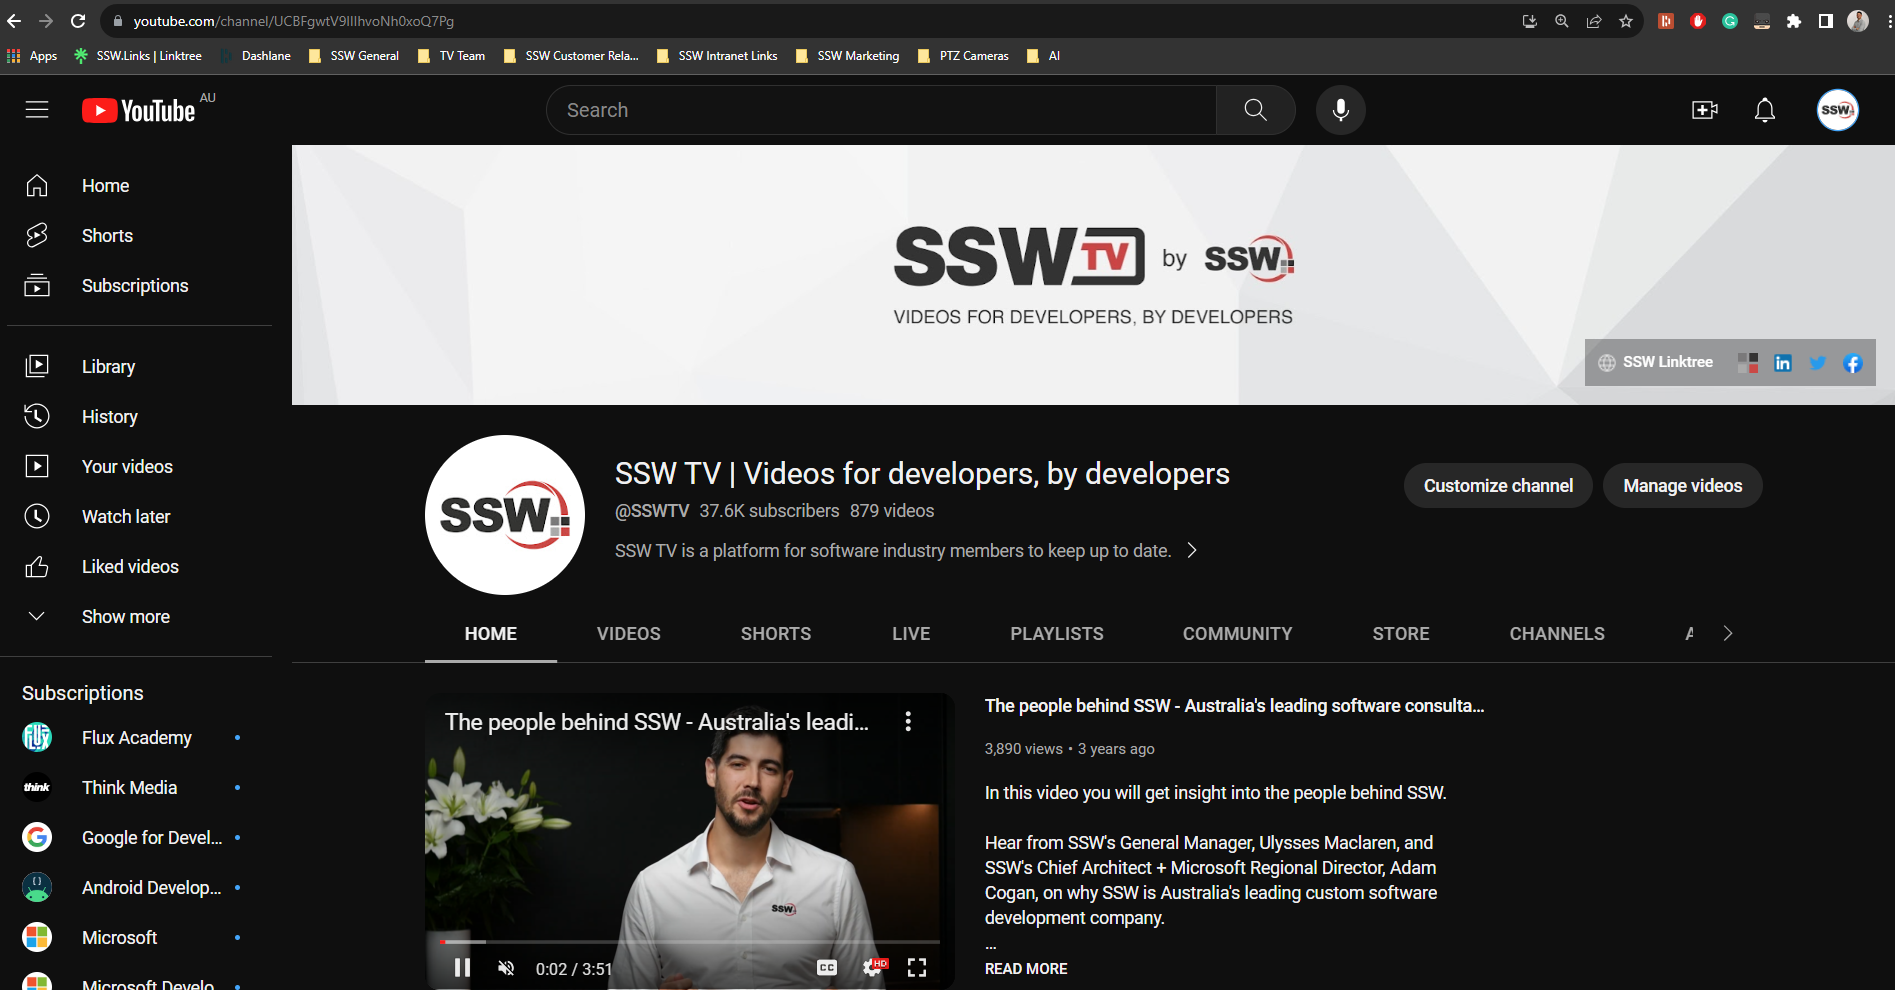 youtube.com/channel/UCBFgwtV9lIlhvoNh0xoQ7Pg
Apps
SSW.Links | Linktree
Dashlane
SSW General
TV Team
SSW Customer Rela...
SSW Intranet Links
SSW Marketing
PTZ Cameras
AI
YouTube AU
Search
SSW
Home
Shorts
Subscriptions
Library
History
Your videos
Watch later
Liked videos
Show more
Subscriptions
Flux Academy
think
Think Media
Google for Devel...
Android Develop...
Microsoft
Microsoft Develo
SSW TV by SSW
VIDEOS FOR DEVELOPERS, BY DEVELOPERS
SSW Linktree
SSW
SSW TV | Videos for developers, by developers
@SSWTV 37.6K subscribers 879 videos
SSW TV is a platform for software industry members to keep up to date.
Customize channel
Manage videos
HOME
VIDEOS
SHORTS
LIVE
PLAYLISTS
COMMUNITY
STORE
CHANNELS
The people behind SSW - Australia's leadi...
SSW
0:02 / 3:51
CC
HD
The people behind SSW - Australia's leading software consulta...
3,890 views • 3 years ago
In this video you will get insight into the people behind SSW.
Hear from SSW's General Manager, Ulysses Maclaren, and
SSW's Chief Architect + Microsoft Regional Director, Adam
Cogan, on why SSW is Australia's leading custom software
development company.
...
READ MORE